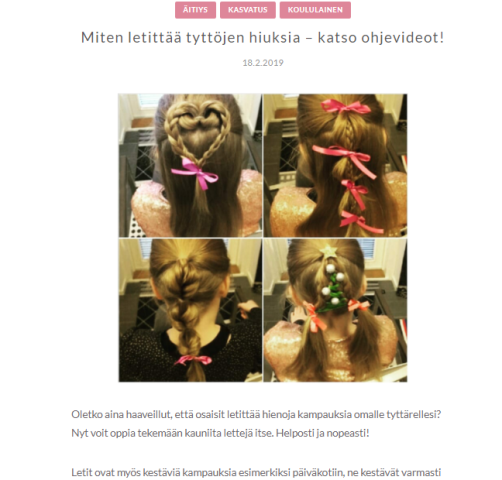 ÄITIYS KASVATUS KOULULAINEN
Miten letittää tyttöjen hiuksia – katso ohjevideot!
18.2.2019
Oletko aina haaveillut, että osaisit letittää hienoja kampauksia omalle tyttärellesi?
Nyt voit oppia tekemään kauniita lettejä itse. Helposti ja nopeasti!
Letit ovat myös kestäviä kampauksia esimerkiksi päiväkotiin, ne kestävät varmasti